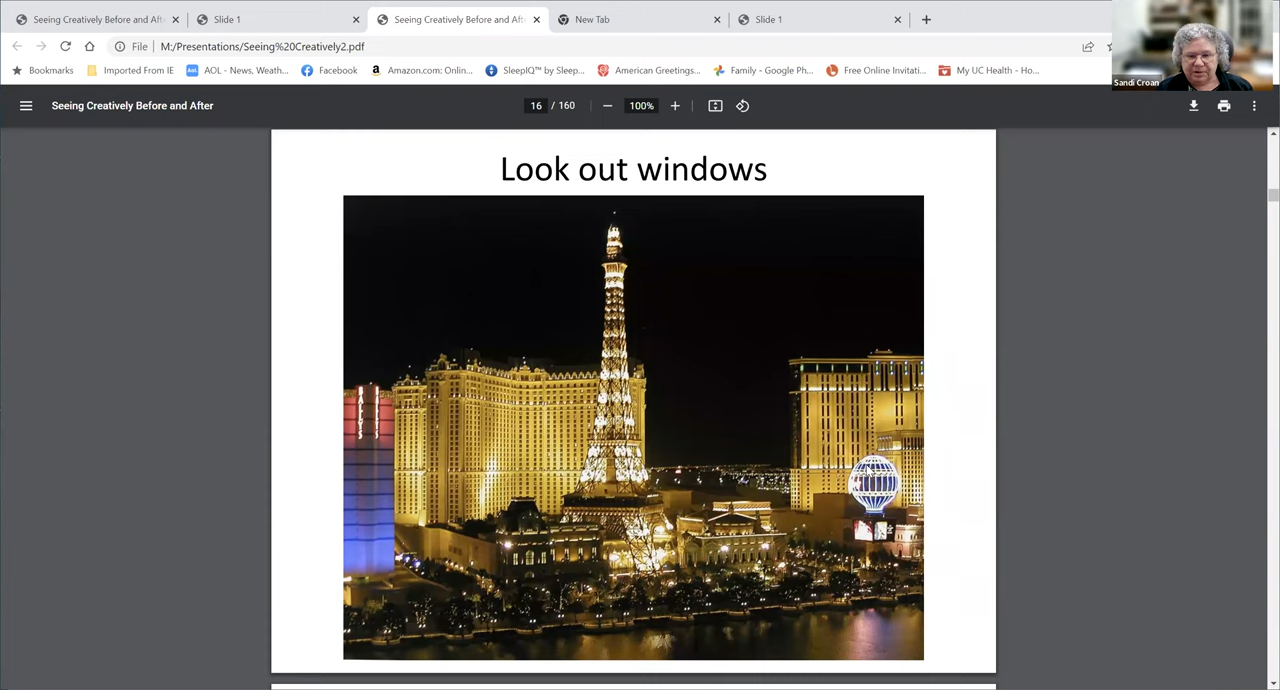 Seeing Creatively Before and Aft
Slide 1
Seeing Creatively Before and Aft
New Tab
Slide 1
File
M:/Presentations/Seeing%20Creatively2.pdf
Bookmarks
Imported From IE
AOL - News, Weath...
Facebook
Amazon.com: Onlin...
SleepIQ™ by Sleep...
American Greetings...
Family - Google Ph...
Free Online Invitati...
My UC Health - Ho...
Sandi Croan
Seeing Creatively Before and After
16 / 160
100%
Look out windows
BALLYS